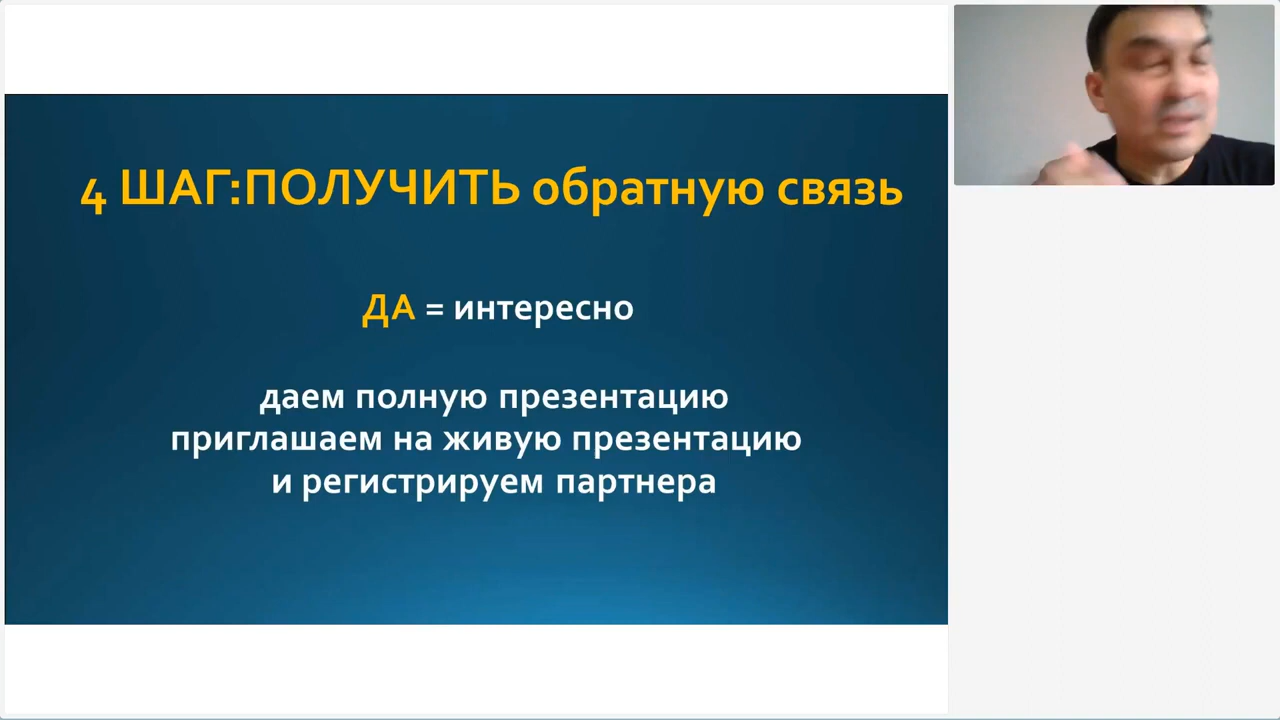 4 ШАГ:ПОЛУЧИТЬ обратную связь
ДА = интересно
даем полную презентацию
приглашаем на живую презентацию
и регистрируем партнера